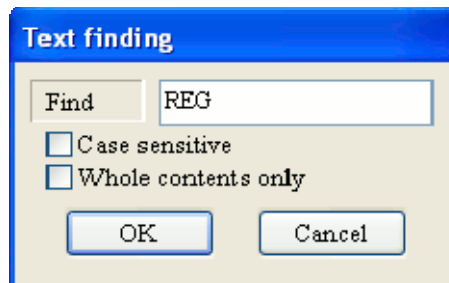 Text finding
Find REG
Case sensitive
Whole contents only
OK Cancel